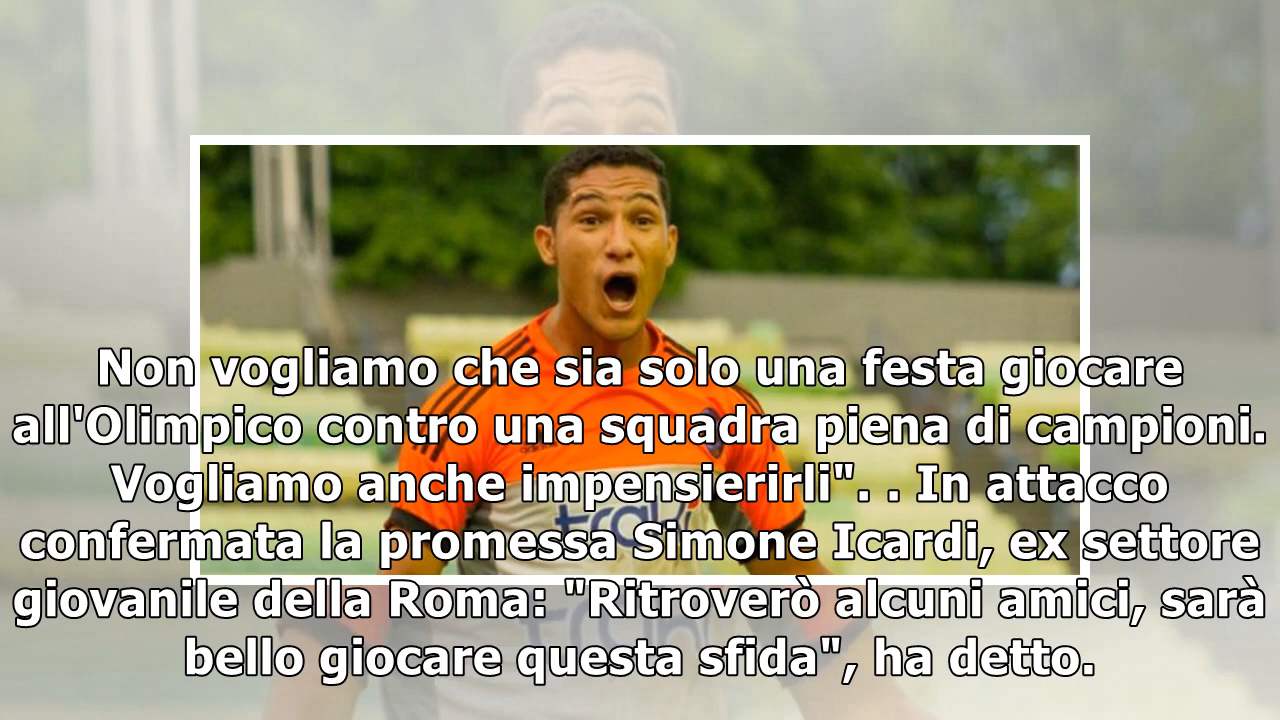 Non vogliamo che sia solo una festa giocare
all'Olimpico contro una squadra piena di campioni.
Vogliamo anche impensierirli". . In attacco
confermata la promessa Simone Icardi, ex settore
giovanile della Roma: "Ritroverò alcuni amici, sarà
bello giocare questa sfida", ha detto.